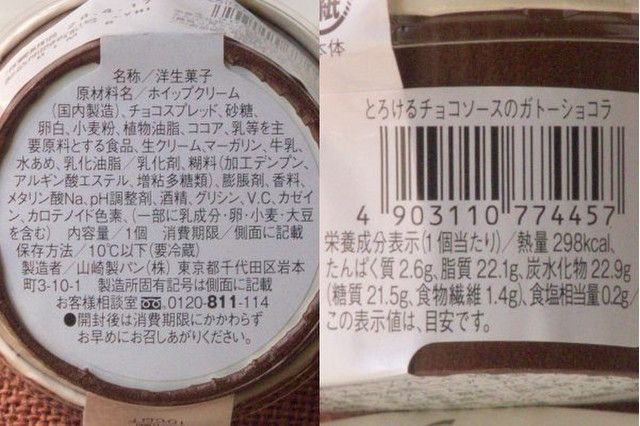 名称／洋生菓子
原材料名／ホイップクリーム
(国内製造)、チョコスプレッド、砂糖、
卵白、小麦粉、植物油脂、ココア、乳等を主
要原料とする食品、生クリーム、マーガリン、牛乳、
水あめ、乳化油脂／乳化剤、糊料(加工デンプン、
アルギン酸エステル、増粘多糖類)、膨脹剤、香料、
メタリン酸Na、pH調整剤、酒精、グリシン、V.C、カゼイ
ン、カロテノイド色素、(一部に乳成分・卵・小麦・大豆
を含む) 内容量／1個 消費期限／側面に記載
保存方法／10℃以下(要冷蔵)
製造者／山崎製パン(株) 東京都千代田区岩本
町3-10-1 製造所固有記号は側面に記載
お客様相談室 0120-811-114
●開封後は消費期限にかかわらず
お早めにお召しあがりください。
紙
本体
とろけるチョコソースのガトーショコラ
4 903110 774457
栄養成分表示(1個当たり)／熱量 298kcal、
たんぱく質 2.6g、脂質 22.1g、炭水化物 22.9g
(糖質 21.5g、食物繊維 1.4g)、食塩相当量 0.2g／
この表示値は、目安です。